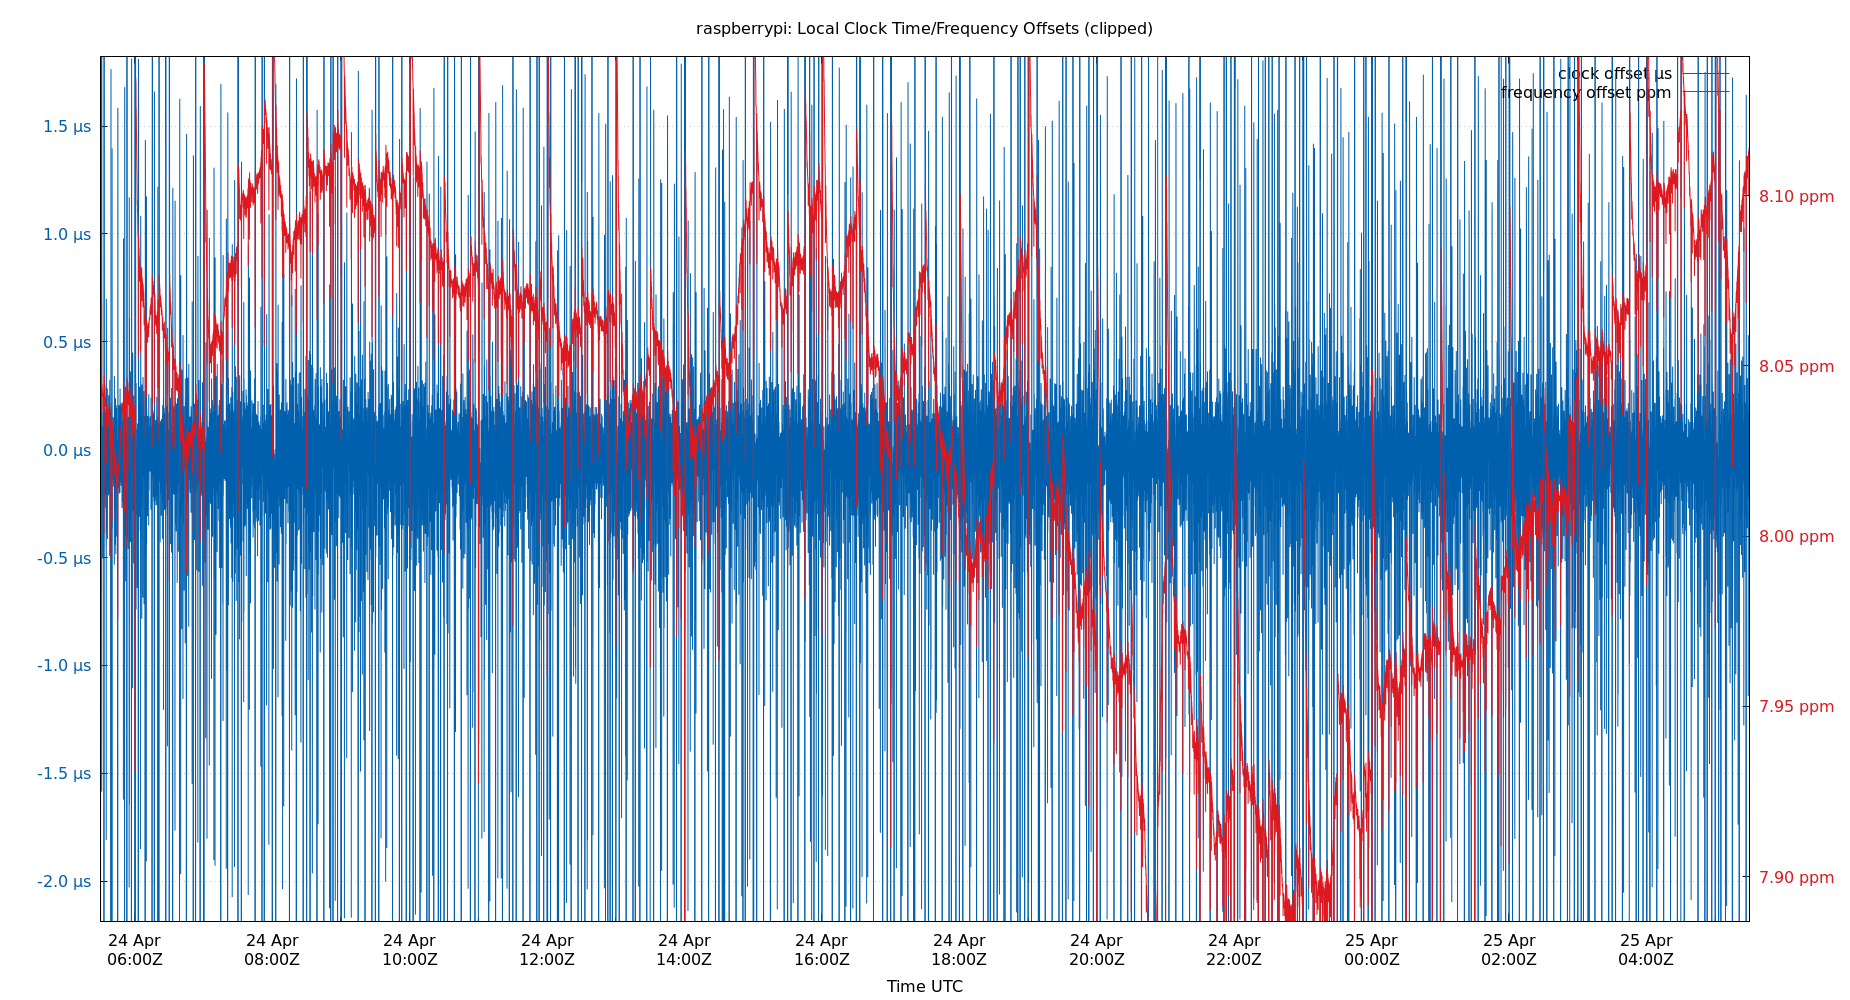 raspberrypi: Local Clock Time/Frequency Offsets (clipped)
clock offset µs
frequency offset ppm
1.5 µs
1.0 µs
0.5 µs
0.0 µs
-0.5 µs
-1.0 µs
-1.5 µs
-2.0 µs
8.10 ppm
8.05 ppm
8.00 ppm
7.95 ppm
7.90 ppm
24 Apr 24 Apr 24 Apr 24 Apr 24 Apr 24 Apr 24 Apr 24 Apr 24 Apr 25 Apr 25 Apr 25 Apr
06:00Z 08:00Z 10:00Z 12:00Z 14:00Z 16:00Z 18:00Z 20:00Z 22:00Z 00:00Z 02:00Z 04:00Z
Time UTC